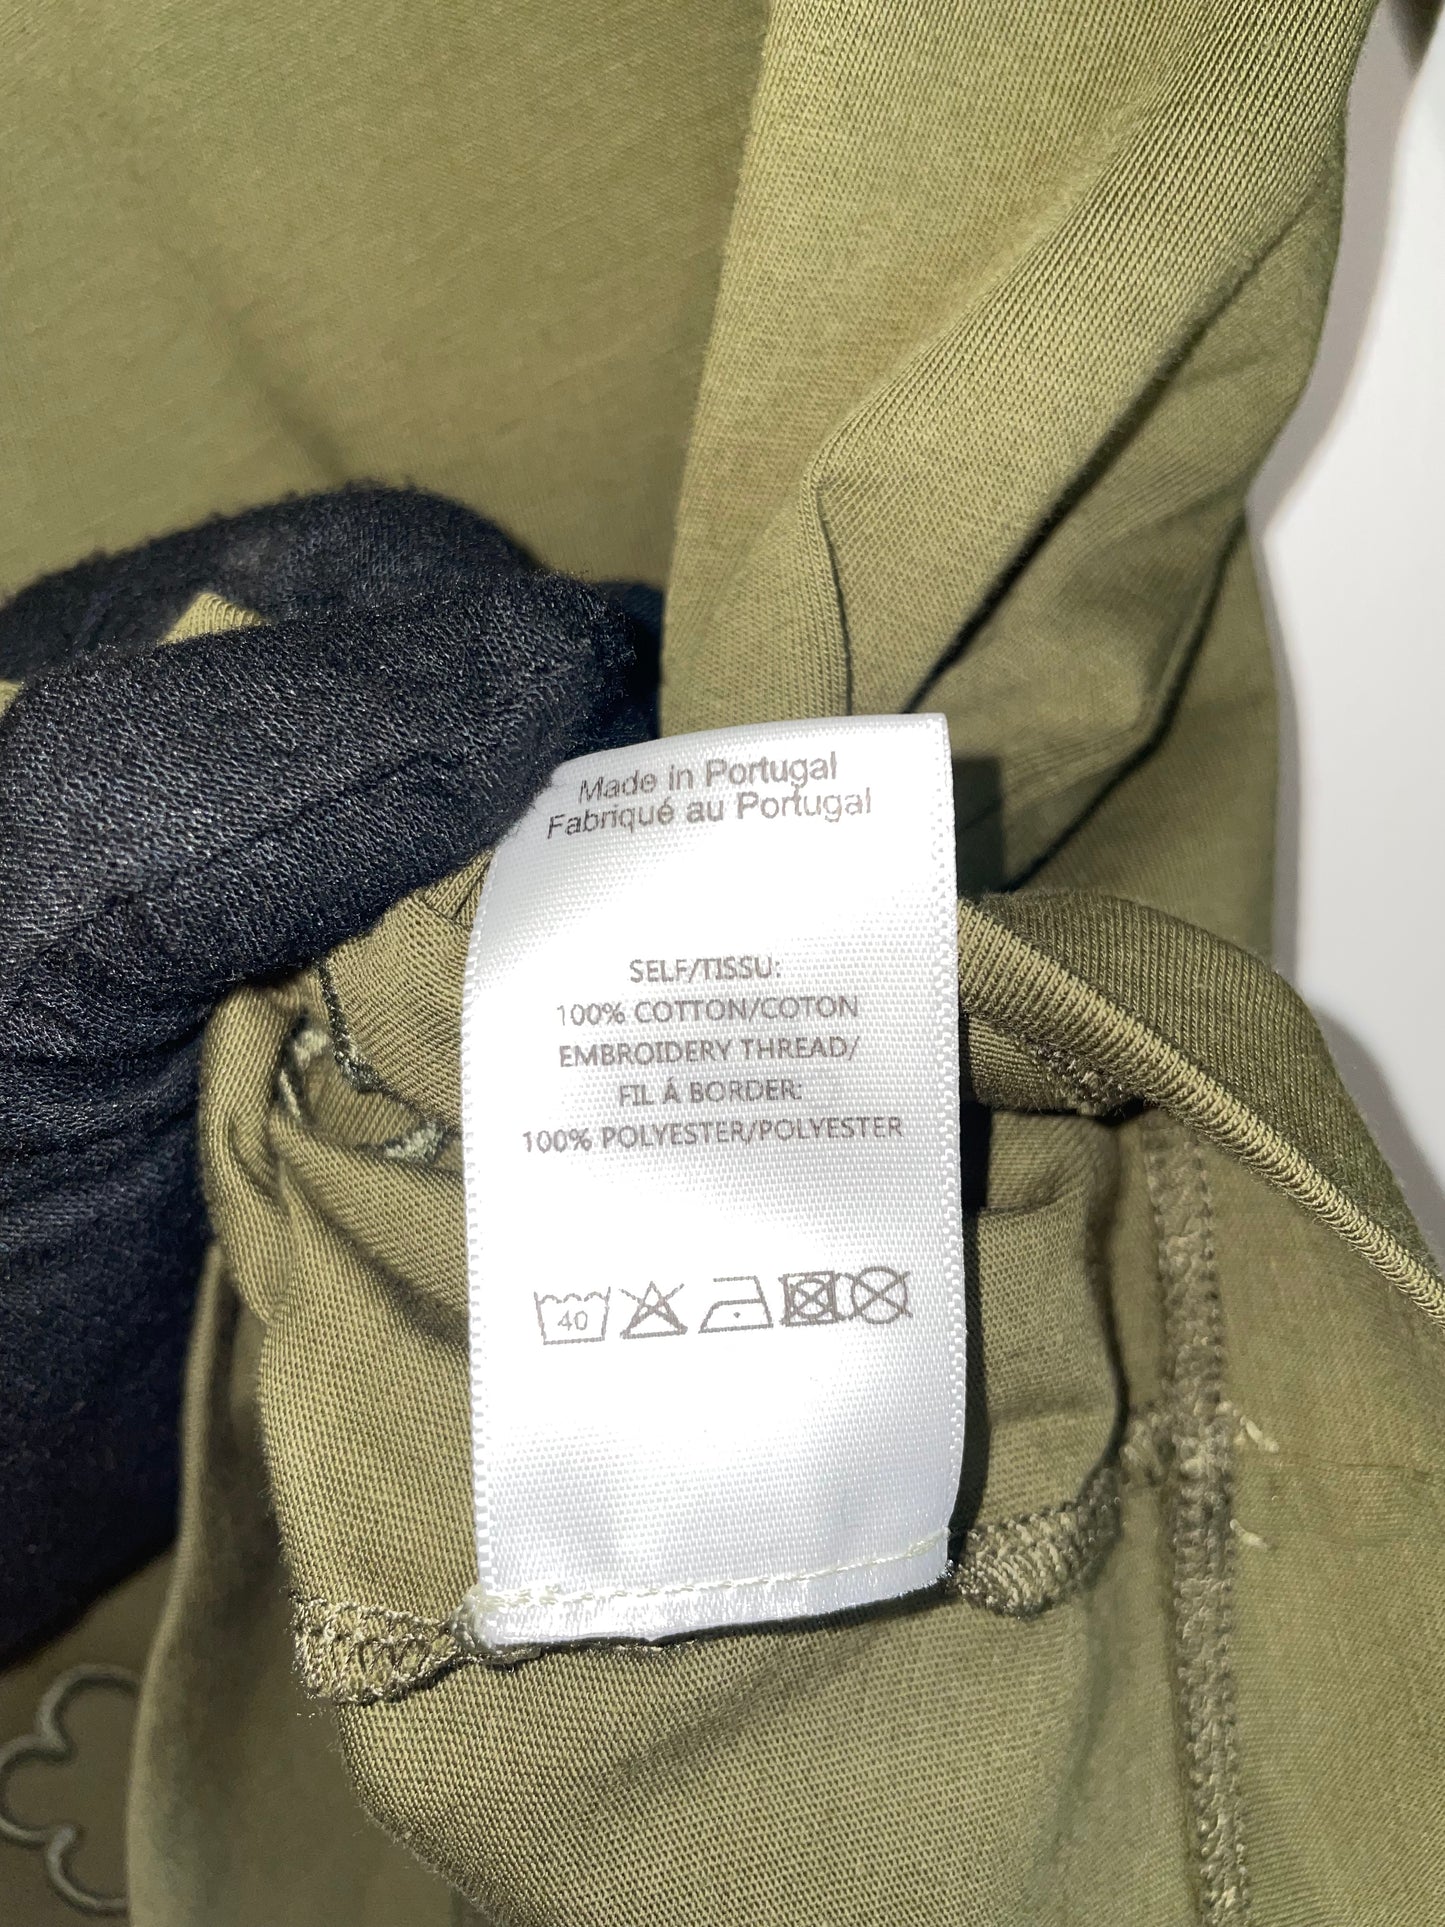 Made in Portugal
Fabriqué au Portugal
SELF/TISSU:
100% COTTON/COTON
EMBROIDERY THREAD/
FIL Á BORDER:
100% POLYESTER/POLYESTER
40